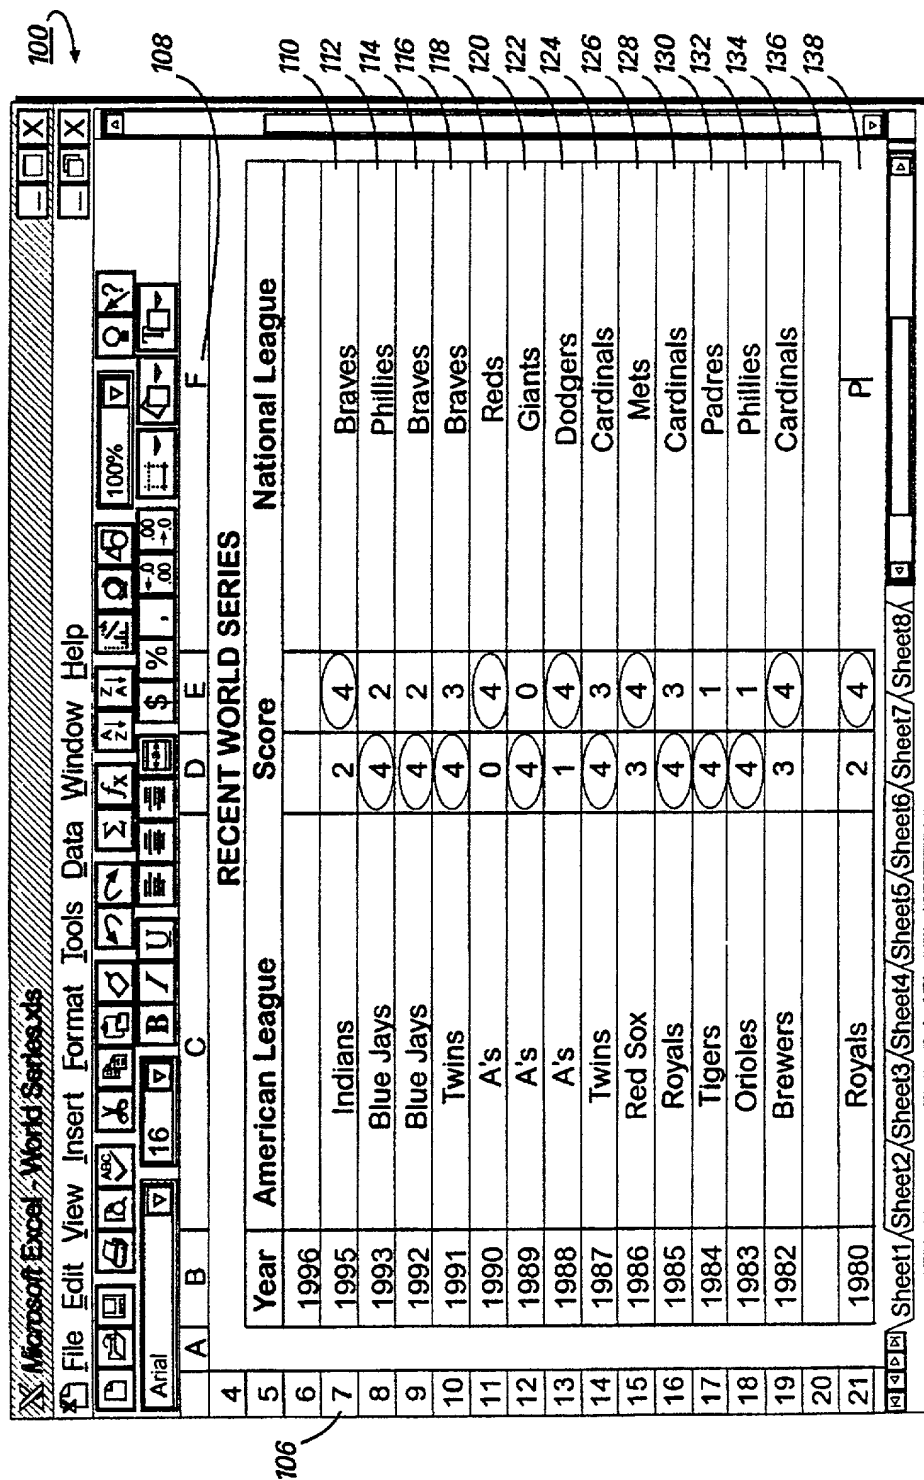 100
Microsoft Excel - World Series.xls
File Edit View Insert Format Tools Data Window Help
ABC Σ fx A Z Z A 100% ?
Arial 16 B I U $ % , .0 .00 .00 .0
108
A B C D E F
4 RECENT WORLD SERIES
5 Year American League Score National League
6 1996
106
7 1995 Indians 2 4 Braves 110
8 1993 Blue Jays 4 2 Phillies 112
9 1992 Blue Jays 4 2 Braves 114
10 1991 Twins 4 3 Braves 116
11 1990 A's 0 4 Reds 118
12 1989 A's 4 0 Giants 120
13 1988 A's 1 4 Dodgers 122
14 1987 Twins 4 3 Cardinals 124
15 1986 Red Sox 3 4 Mets 126
16 1985 Royals 4 3 Cardinals 128
17 1984 Tigers 4 1 Padres 130
18 1983 Orioles 4 1 Phillies 132
19 1982 Brewers 3 4 Cardinals 134
20 136
21 1980 Royals 2 4 P 138
Sheet1 Sheet2 Sheet3 Sheet4 Sheet5 Sheet6 Sheet7 Sheet8